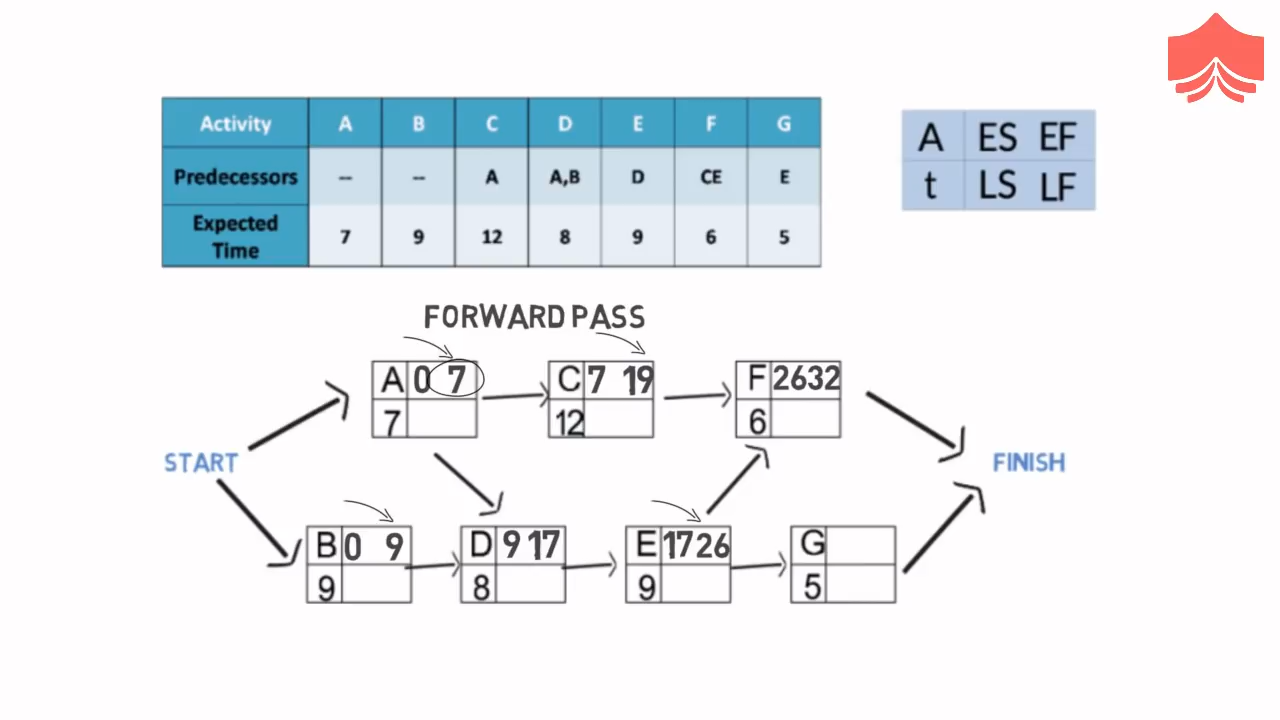 Activity A B C D E F G
Predecessors -- -- A A,B D CE E
Expected Time 7 9 12 8 9 6 5
A ES EF
t LS LF
FORWARD PASS
A 0 7
7
C 7 19
12
F 26 32
6
START
FINISH
B 0 9
9
D 9 17
8
E 17 26
9
G
5